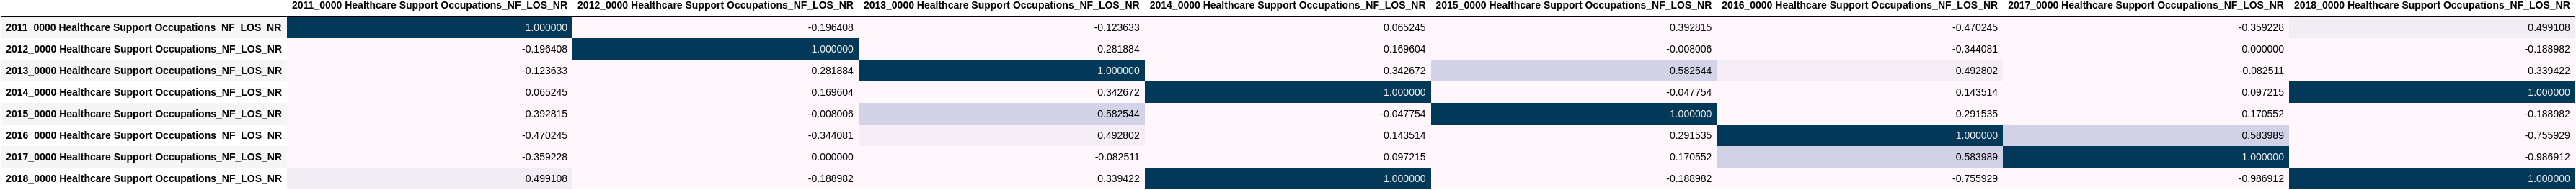 2011_0000 Healthcare Support Occupations_NF_LOS_NR 2012_0000 Healthcare Support Occupations_NF_LOS_NR 2013_0000 Healthcare Support Occupations_NF_LOS_NR 2014_0000 Healthcare Support Occupations_NF_LOS_NR 2015_0000 Healthcare Support Occupations_NF_LOS_NR 2016_0000 Healthcare Support Occupations_NF_LOS_NR 2017_0000 Healthcare Support Occupations_NF_LOS_NR 2018_0000 Healthcare Support Occupations_NF_LOS_NR
2011_0000 Healthcare Support Occupations_NF_LOS_NR 1.000000 -0.196408 -0.123633 0.065245 0.392815 -0.470245 -0.359228 0.499108
2012_0000 Healthcare Support Occupations_NF_LOS_NR -0.196408 1.000000 0.281884 0.169604 -0.008006 -0.344081 0.000000 -0.188982
2013_0000 Healthcare Support Occupations_NF_LOS_NR -0.123633 0.281884 1.000000 0.342672 0.582544 0.492802 -0.082511 0.339422
2014_0000 Healthcare Support Occupations_NF_LOS_NR 0.065245 0.169604 0.342672 1.000000 -0.047754 0.143514 0.097215 1.000000
2015_0000 Healthcare Support Occupations_NF_LOS_NR 0.392815 -0.008006 0.582544 -0.047754 1.000000 0.291535 0.170552 -0.188982
2016_0000 Healthcare Support Occupations_NF_LOS_NR -0.470245 -0.344081 0.492802 0.143514 0.291535 1.000000 0.583989 -0.755929
2017_0000 Healthcare Support Occupations_NF_LOS_NR -0.359228 0.000000 -0.082511 0.097215 0.170552 0.583989 1.000000 -0.986912
2018_0000 Healthcare Support Occupations_NF_LOS_NR 0.499108 -0.188982 0.339422 1.000000 -0.188982 -0.755929 -0.986912 1.000000